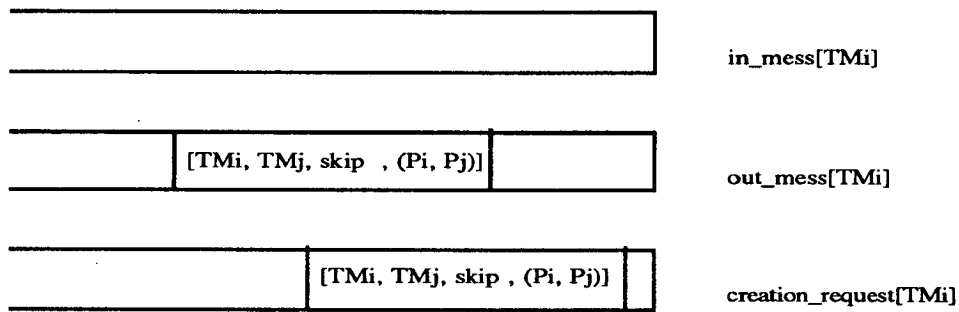 in_mess[TMi]
[TMi, TMj, skip , (Pi, Pj)]
out_mess[TMi]
[TMi, TMj, skip , (Pi, Pj)]
creation_request[TMi]